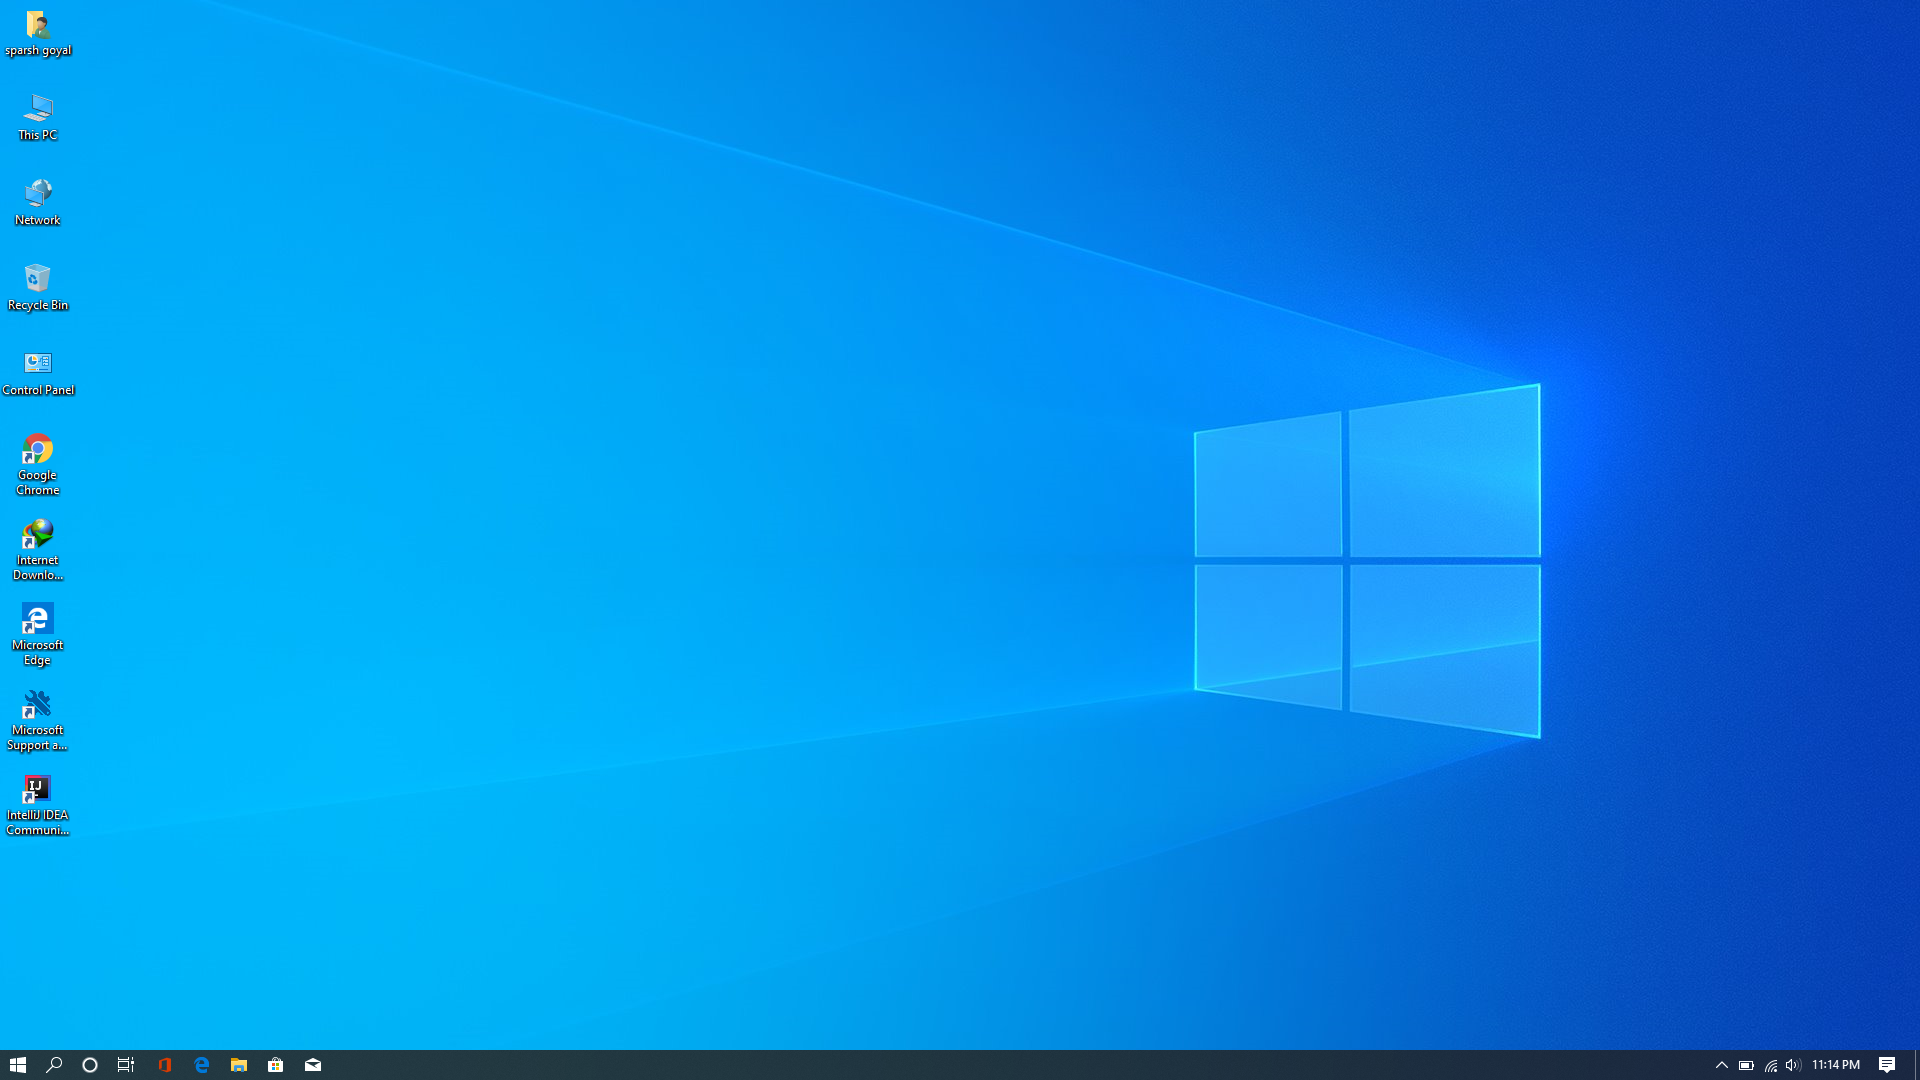 sparsh goyal
This PC
Network
Recycle Bin
Control Panel
Google
Chrome
Internet
Downlo...
Microsoft
Edge
Microsoft
Support a...
IJ
IntelliJ IDEA
Communi...
11:14 PM